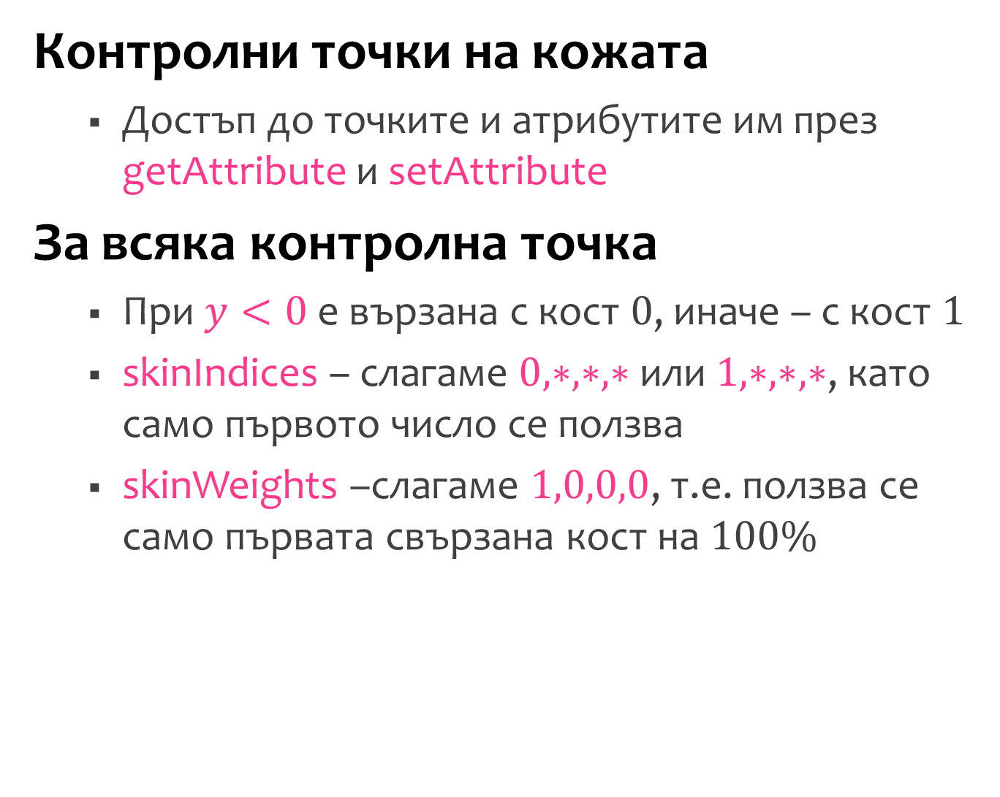 Контролни точки на кожата
▪ Достъп до точките и атрибутите им през
getAttribute и setAttribute
За всяка контролна точка
▪ При y < 0 е вързана с кост 0, иначе – с кост 1
▪ skinIndices – слагаме 0,∗,∗,∗ или 1,∗,∗,∗, като
само първото число се ползва
▪ skinWeights –слагаме 1,0,0,0, т.е. ползва се
само първата свързана кост на 100%